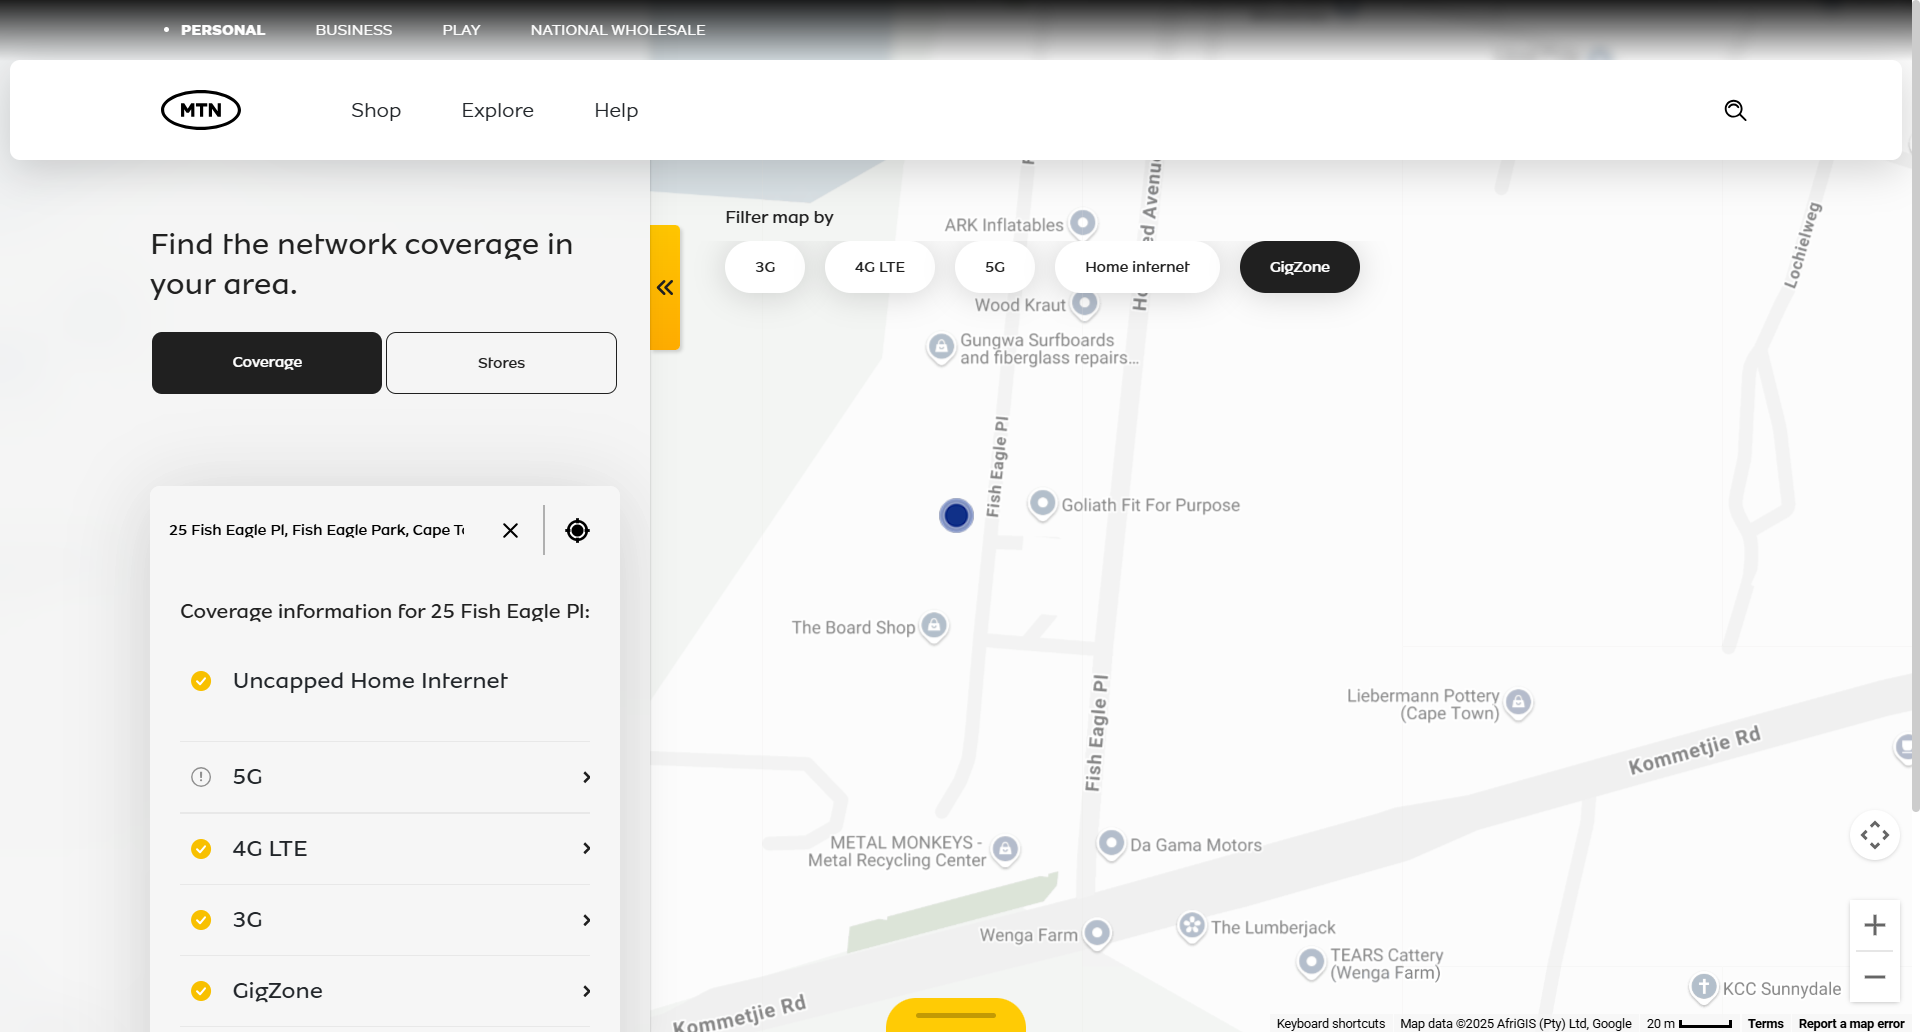 PERSONAL
BUSINESS
PLAY
NATIONAL WHOLESALE
MTN
Shop
Explore
Help
Find the network coverage in
your area.
Coverage
Stores
25 Fish Eagle Pl, Fish Eagle Park, Cape
Coverage information for 25 Fish Eagle Pl:
Uncapped Home Internet
5G
4G LTE
3G
GigZone
Filter map by
3G
4G LTE
5G
Home internet
GigZone
ARK Inflatables
Wood Kraut
Gungwa Surfboards
and fiberglass repairs...
Fish Eagle Pl
Goliath Fit For Purpose
The Board Shop
Fish Eagle Pl
Lochielweg
Liebermann Pottery
(Cape Town)
Kommetjie Rd
METAL MONKEYS -
Metal Recycling Center
Da Gama Motors
Wenga Farm
The Lumberjack
TEARS Cattery
(Wenga Farm)
KCC Sunnydale
Kommetjie Rd
Keyboard shortcuts
Map data ©2025 AfriGIS (Pty) Ltd, Google
20 m
Terms
Report a map error